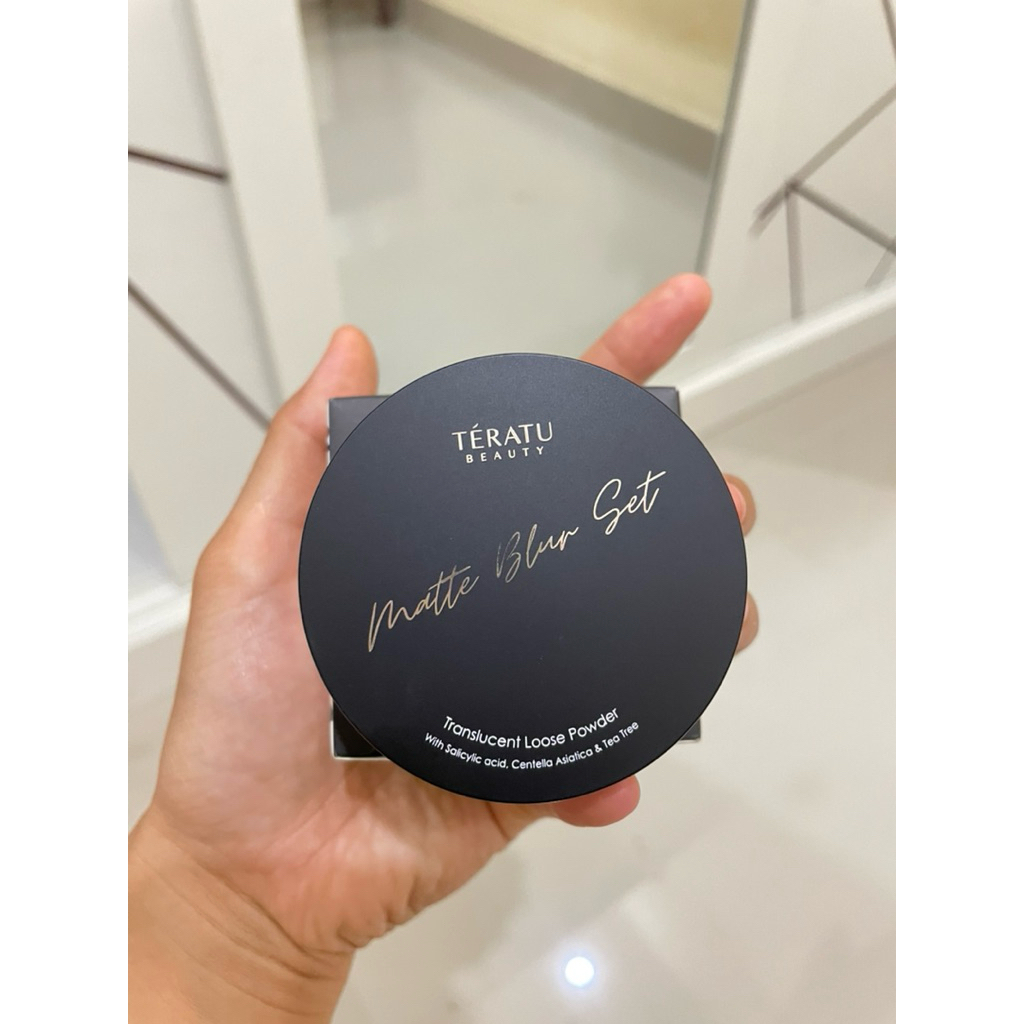 TÉRATU
BEAUTY
Matte Blur Set
Translucent Loose Powder
With Salicylic acid, Centella Asiatica & Tea Tree